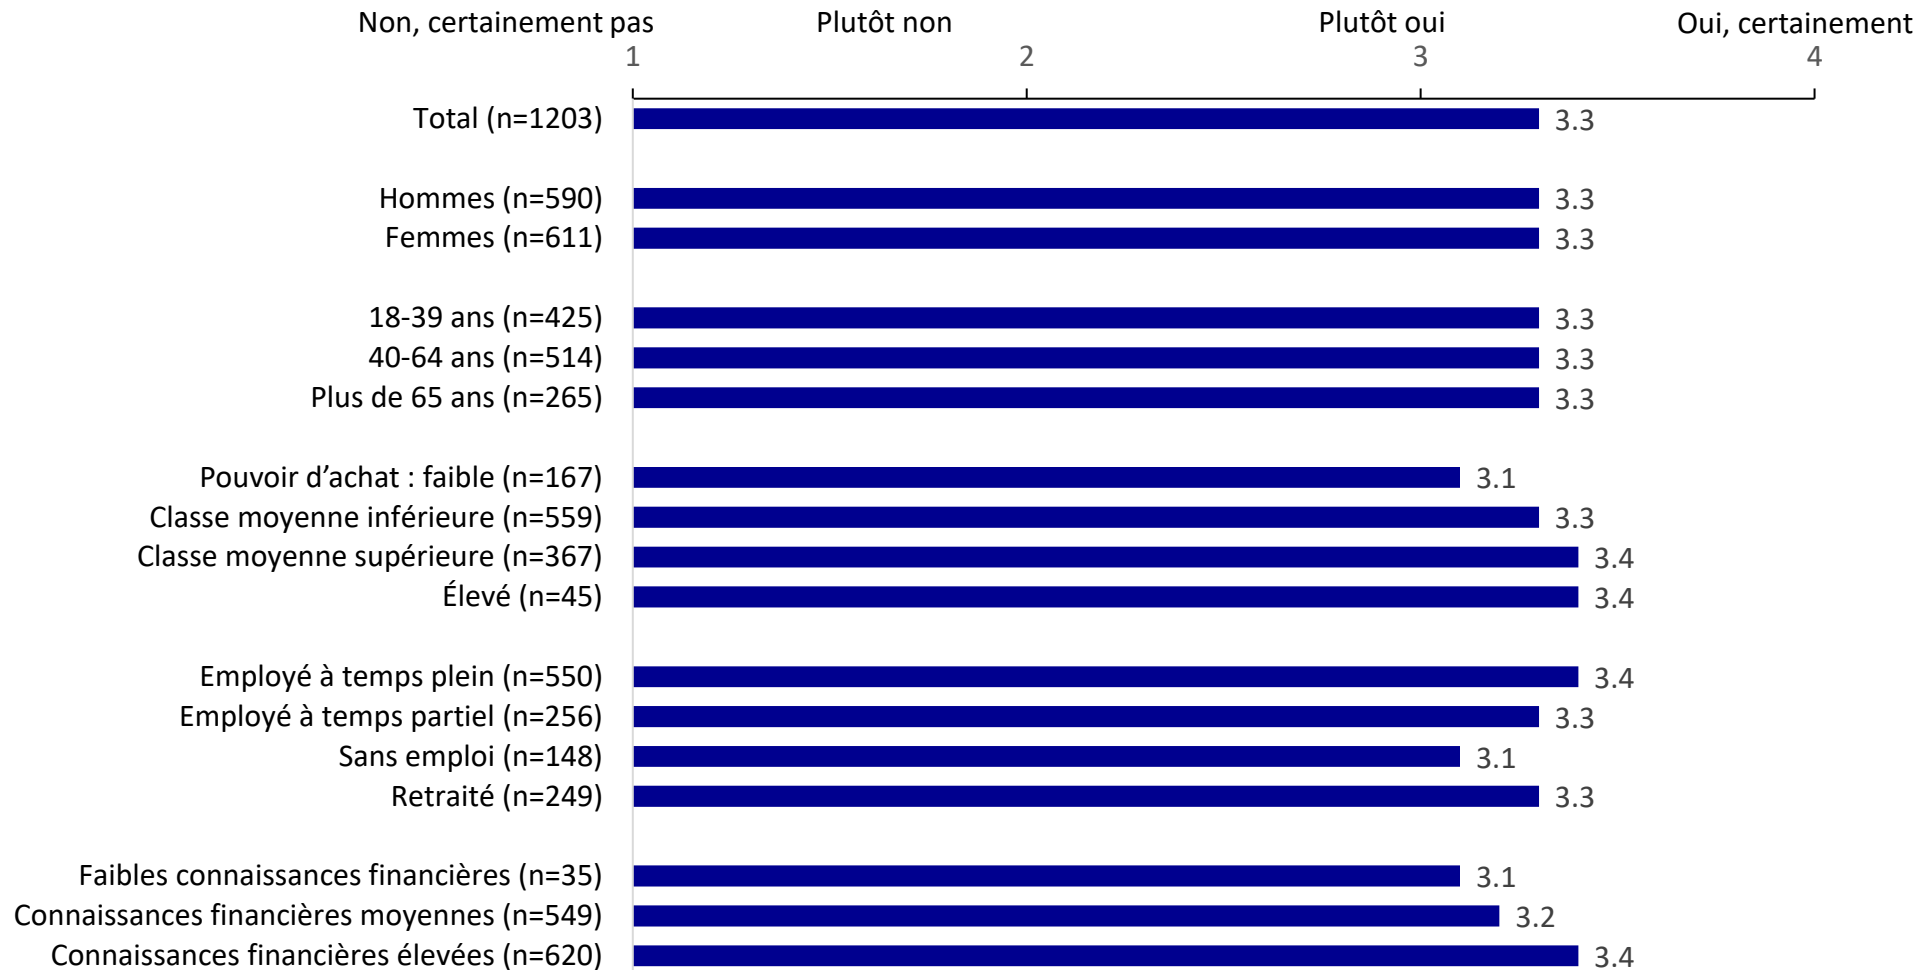 Non, certainement pas Plutôt non Plutôt oui Oui, certainement
1 2 3 4
Total (n=1203) 3.3
Hommes (n=590) 3.3
Femmes (n=611) 3.3
18-39 ans (n=425) 3.3
40-64 ans (n=514) 3.3
Plus de 65 ans (n=265) 3.3
Pouvoir d’achat : faible (n=167) 3.1
Classe moyenne inférieure (n=559) 3.3
Classe moyenne supérieure (n=367) 3.4
Élevé (n=45) 3.4
Employé à temps plein (n=550) 3.4
Employé à temps partiel (n=256) 3.3
Sans emploi (n=148) 3.1
Retraité (n=249) 3.3
Faibles connaissances financières (n=35) 3.1
Connaissances financières moyennes (n=549) 3.2
Connaissances financières élevées (n=620) 3.4